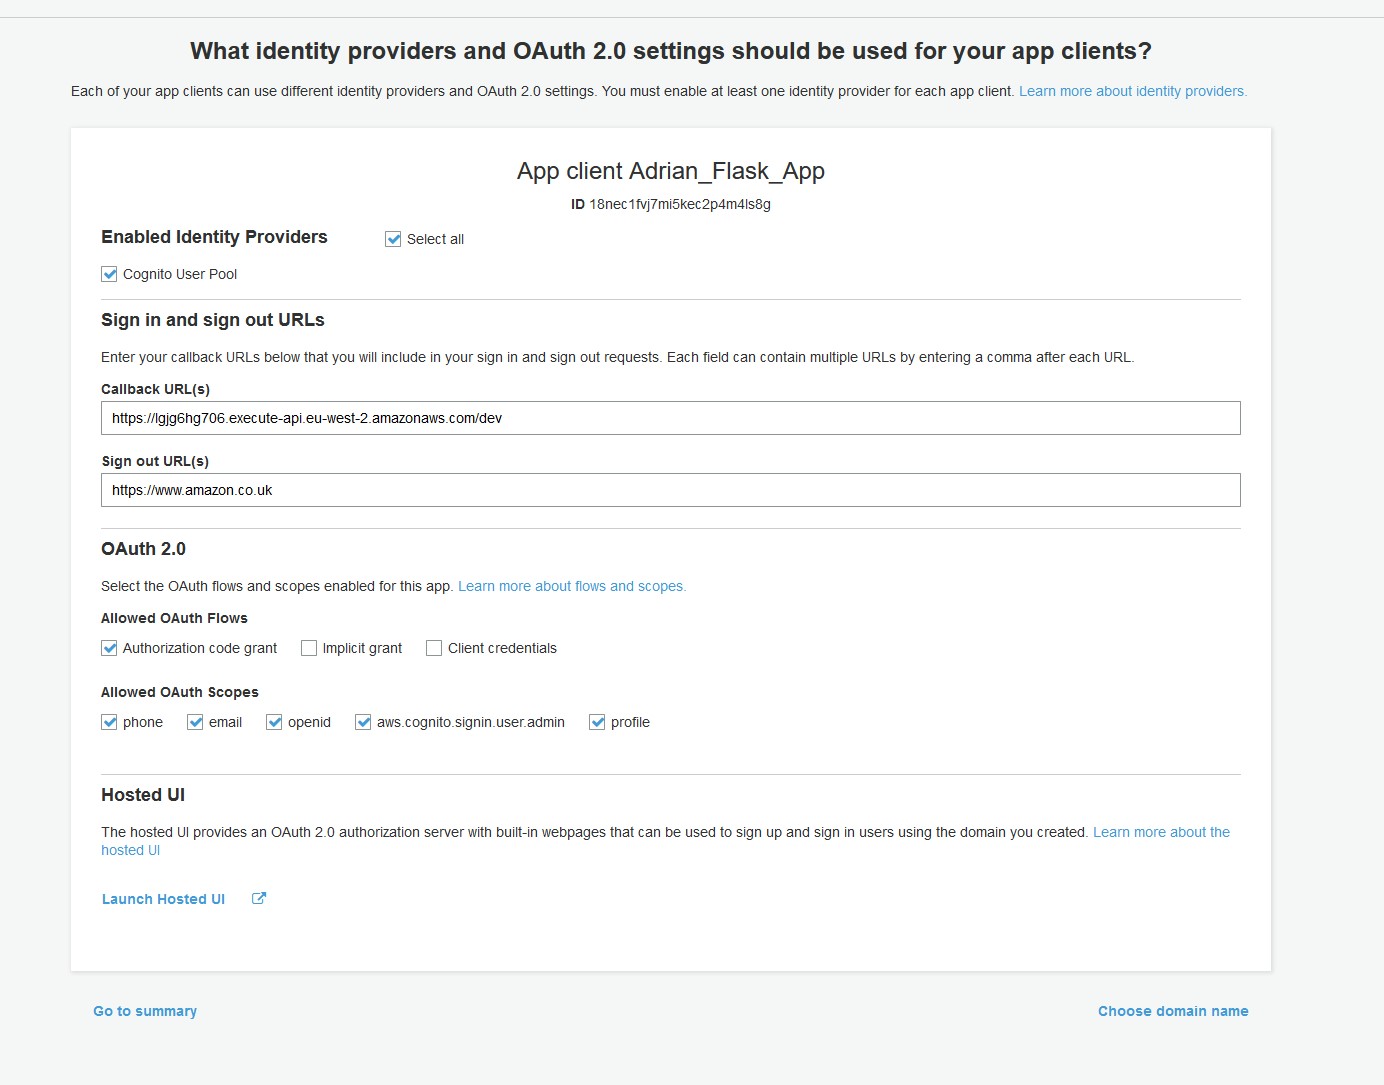 What identity providers and OAuth 2.0 settings should be used for your app clients?
Each of your app clients can use different identity providers and OAuth 2.0 settings. You must enable at least one identity provider for each app client. Learn more about identity providers.
App client Adrian_Flask_App
ID 18nec1fvj7mi5kec2p4m4ls8g
Enabled Identity Providers Select all
Cognito User Pool
Sign in and sign out URLs
Enter your callback URLs below that you will include in your sign in and sign out requests. Each field can contain multiple URLs by entering a comma after each URL.
Callback URL(s)
https://lgjg6hg706.execute-api.eu-west-2.amazonaws.com/dev
Sign out URL(s)
https://www.amazon.co.uk
OAuth 2.0
Select the OAuth flows and scopes enabled for this app. Learn more about flows and scopes.
Allowed OAuth Flows
Authorization code grant Implicit grant Client credentials
Allowed OAuth Scopes
phone email openid aws.cognito.signin.user.admin profile
Hosted UI
The hosted UI provides an OAuth 2.0 authorization server with built-in webpages that can be used to sign up and sign in users using the domain you created. Learn more about the
hosted UI
Launch Hosted UI
Go to summary Choose domain name